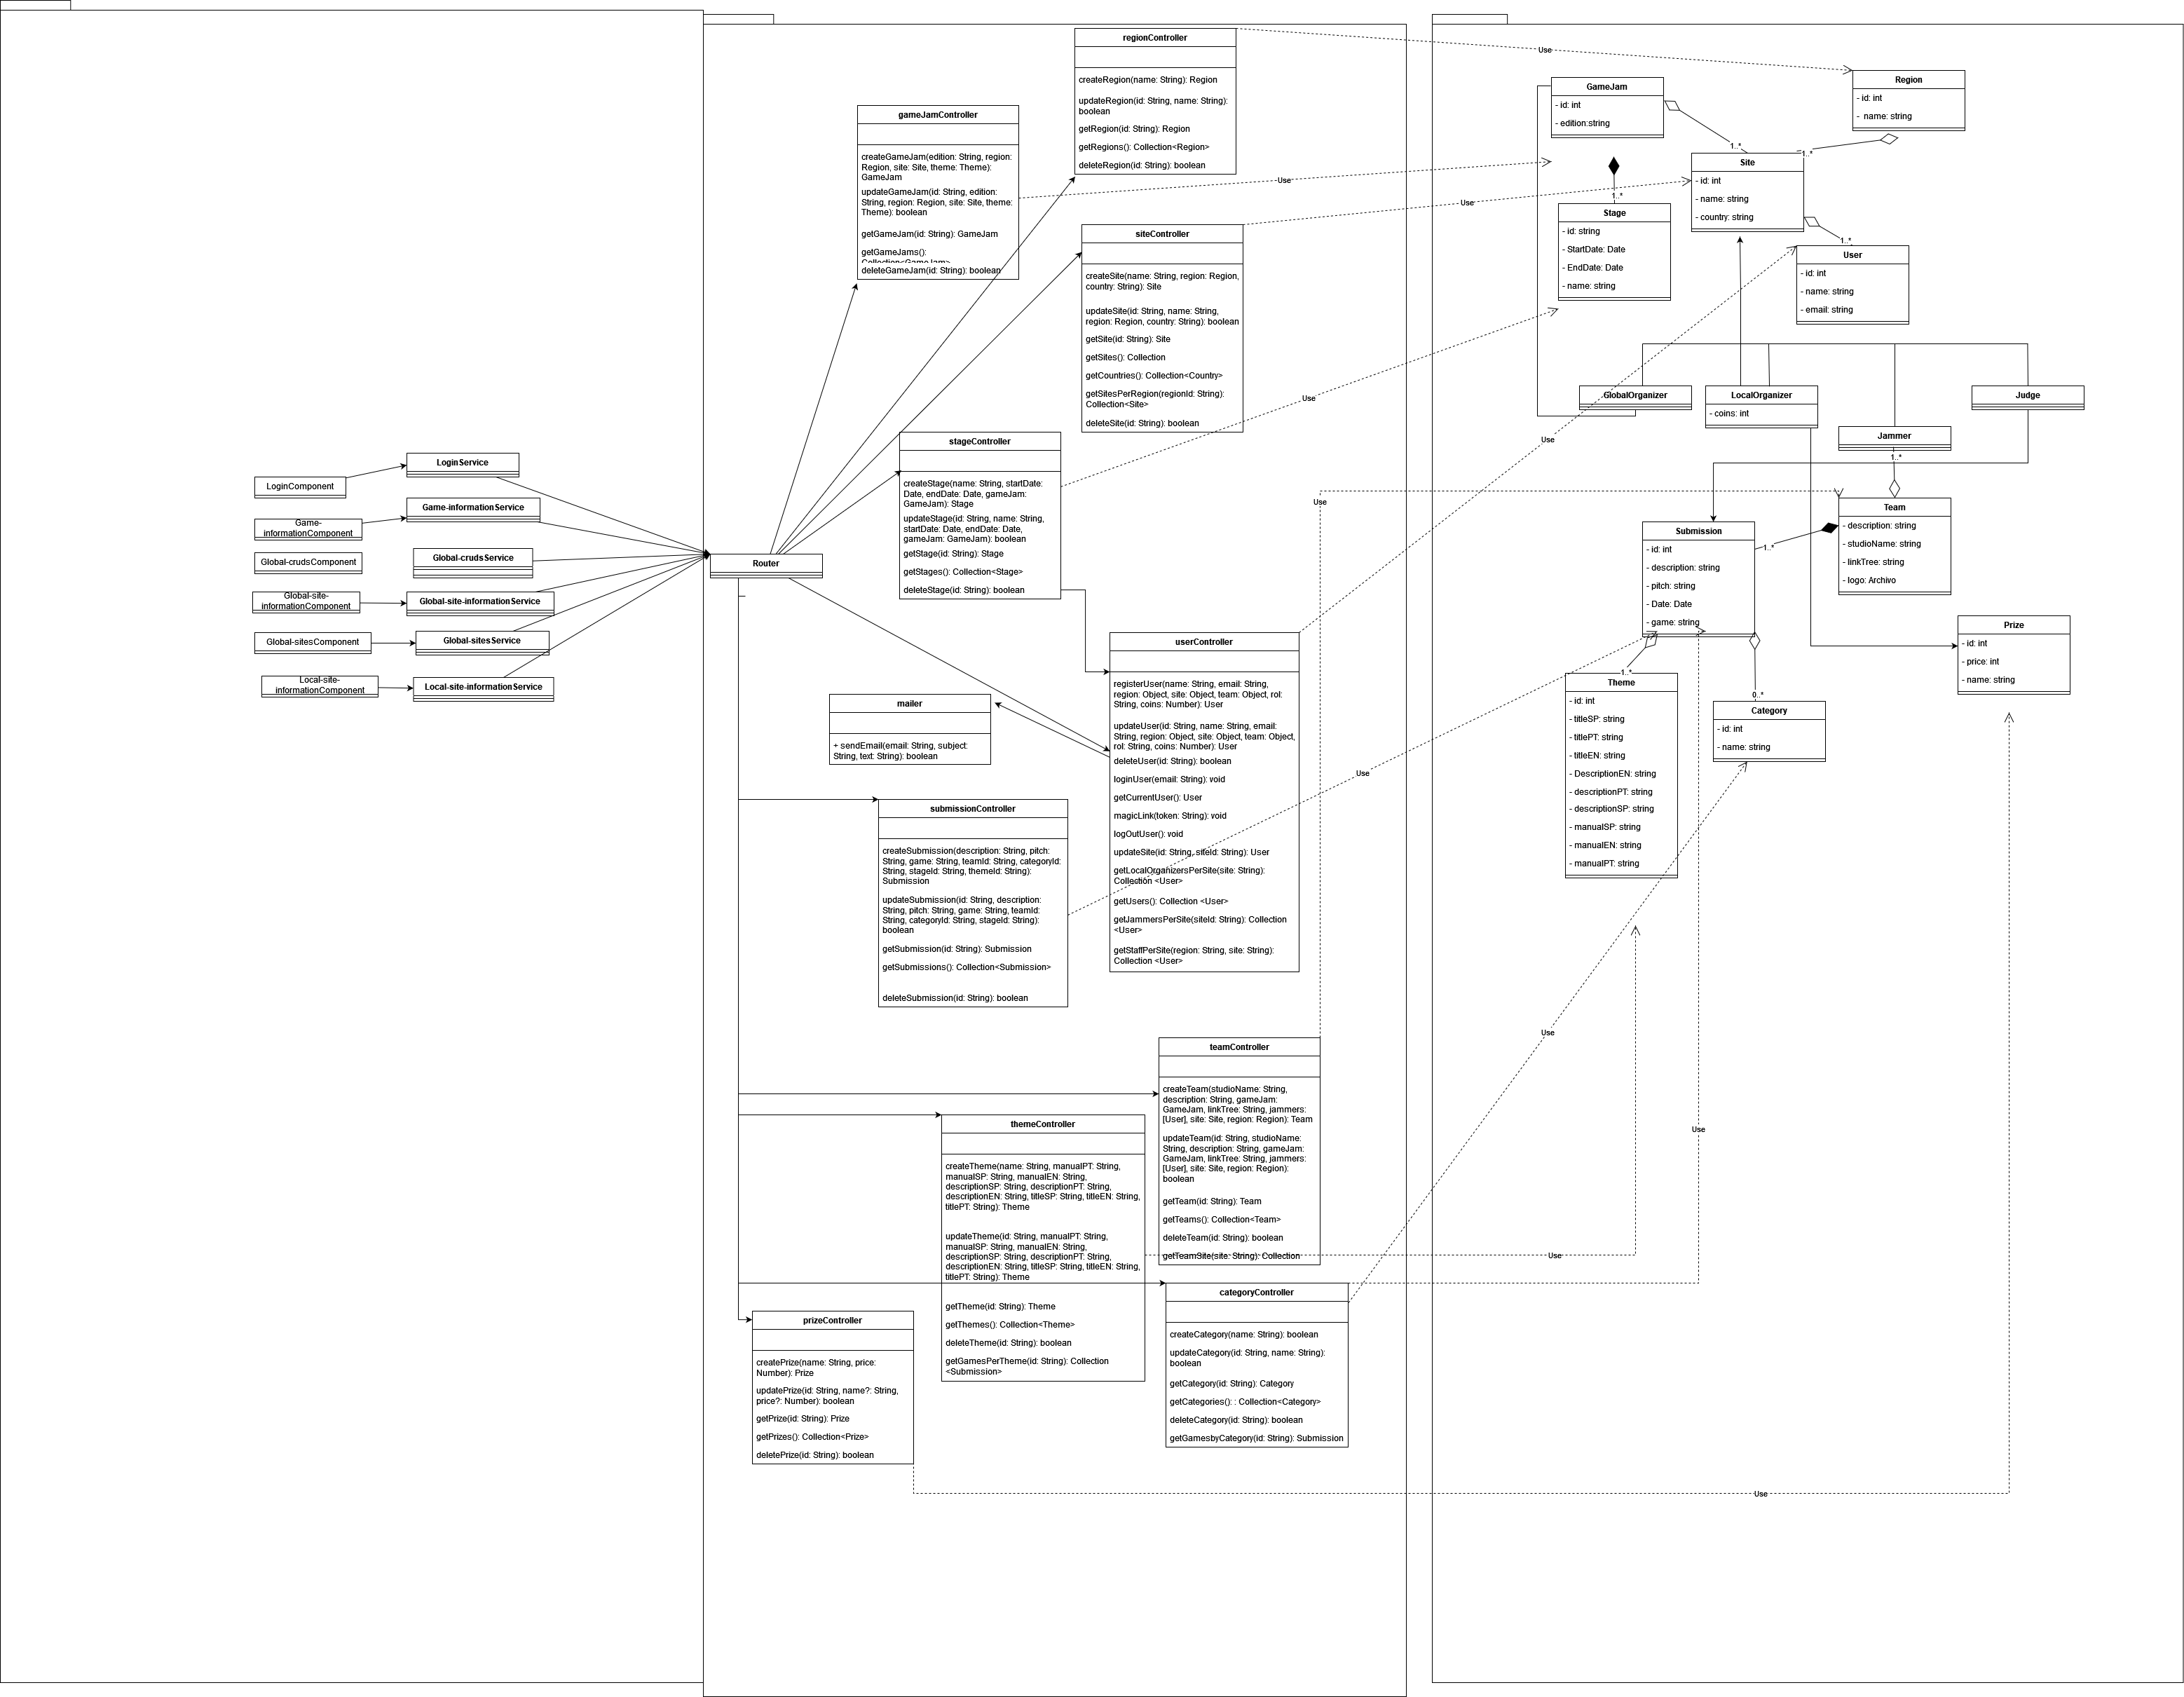 LoginComponent
Game-
informationComponent
Global-crudsComponent
Global-site-
informationComponent
Global-sitesComponent
Local-site-
informationComponent
LoginService
Game-informationService
Global-crudsService
Global-site-informationService
Global-sitesService
Local-site-informationService
Router
regionController
createRegion(name: String): Region
updateRegion(id: String, name: String):
boolean
getRegion(id: String): Region
getRegions(): Collection<Region>
deleteRegion(id: String): boolean
gameJamController
createGameJam(edition: String, region:
Region, site: Site, theme: Theme):
GameJam
updateGameJam(id: String, edition:
String, region: Region, site: Site, theme:
Theme): boolean
getGameJam(id: String): GameJam
getGameJams():
Collection<GameJam>
deleteGameJam(id: String): boolean
siteController
createSite(name: String, region: Region,
country: String): Site
updateSite(id: String, name: String,
region: Region, country: String): boolean
getSite(id: String): Site
getSites(): Collection
getCountries(): Collection<Country>
getSitesPerRegion(regionId: String):
Collection<Site>
deleteSite(id: String): boolean
stageController
createStage(name: String, startDate:
Date, endDate: Date, gameJam:
GameJam): Stage
updateStage(id: String, name: String,
startDate: Date, endDate: Date,
gameJam: GameJam): boolean
getStage(id: String): Stage
getStages(): Collection<Stage>
deleteStage(id: String): boolean
userController
registerUser(name: String, email: String,
region: Object, site: Object, team: Object, rol:
String, coins: Number): User
updateUser(id: String, name: String, email:
String, region: Object, site: Object, team: Object,
rol: String, coins: Number): User
deleteUser(id: String): boolean
loginUser(email: String): void
getCurrentUser(): User
magicLink(token: String): void
logOutUser(): void
updateSite(id: String, siteId: String): User
getLocalOrganizersPerSite(site: String):
Collection <User>
getUsers(): Collection <User>
getJammersPerSite(siteId: String): Collection
<User>
getStaffPerSite(region: String, site: String):
Collection <User>
mailer
+ sendEmail(email: String, subject:
String, text: String): boolean
submissionController
createSubmission(description: String, pitch:
String, game: String, teamId: String, categoryId:
String, stageId: String, themeId: String):
Submission
updateSubmission(id: String, description:
String, pitch: String, game: String, teamId:
String, categoryId: String, stageId: String):
boolean
getSubmission(id: String): Submission
getSubmissions(): Collection<Submission>
deleteSubmission(id: String): boolean
teamController
createTeam(studioName: String,
description: String, gameJam:
GameJam, linkTree: String, jammers:
[User], site: Site, region: Region): Team
updateTeam(id: String, studioName:
String, description: String, gameJam:
GameJam, linkTree: String, jammers:
[User], site: Site, region: Region):
boolean
getTeam(id: String): Team
getTeams(): Collection<Team>
deleteTeam(id: String): boolean
getTeamSite(site: String): Collection
themeController
createTheme(name: String, manualPT: String,
manualSP: String, manualEN: String,
descriptionSP: String, descriptionPT: String,
descriptionEN: String, titleSP: String, titleEN: String,
titlePT: String): Theme
updateTheme(id: String, manualPT: String,
manualSP: String, manualEN: String,
descriptionSP: String, descriptionPT: String,
descriptionEN: String, titleSP: String, titleEN: String,
titlePT: String): Theme
getTheme(id: String): Theme
getThemes(): Collection<Theme>
deleteTheme(id: String): boolean
getGamesPerTheme(id: String): Collection
<Submission>
categoryController
createCategory(name: String): boolean
updateCategory(id: String, name: String):
boolean
getCategory(id: String): Category
getCategories(): : Collection<Category>
deleteCategory(id: String): boolean
getGamesbyCategory(id: String): Submission
prizeController
createPrize(name: String, price:
Number): Prize
updatePrize(id: String, name?: String,
price?: Number): boolean
getPrize(id: String): Prize
getPrizes(): Collection<Prize>
deletePrize(id: String): boolean
Use
Use
Use
Use
Use
Use
Use
Use
Use
Use
Use
GameJam
- id: int
- edition:string
Region
- id: int
- name: string
1..*
1..*
Site
- id: int
- name: string
- country: string
1..*
Stage
- id: string
- StartDate: Date
- EndDate: Date
- name: string
1..*
User
- id: int
- name: string
- email: string
GlobalOrganizer
LocalOrganizer
- coins: int
Jammer
Judge
1..*
Team
- description: string
- studioName: string
- linkTree: string
- logo: Archivo
1..*
Submission
- id: int
- description: string
- pitch: string
- Date: Date
- game: string
Prize
- id: int
- price: int
- name: string
1..*
Theme
- id: int
- titleSP: string
- titlePT: string
- titleEN: string
- DescriptionEN: string
- descriptionPT: string
- descriptionSP: string
- manualSP: string
- manualEN: string
- manualPT: string
0..*
Category
- id: int
- name: string